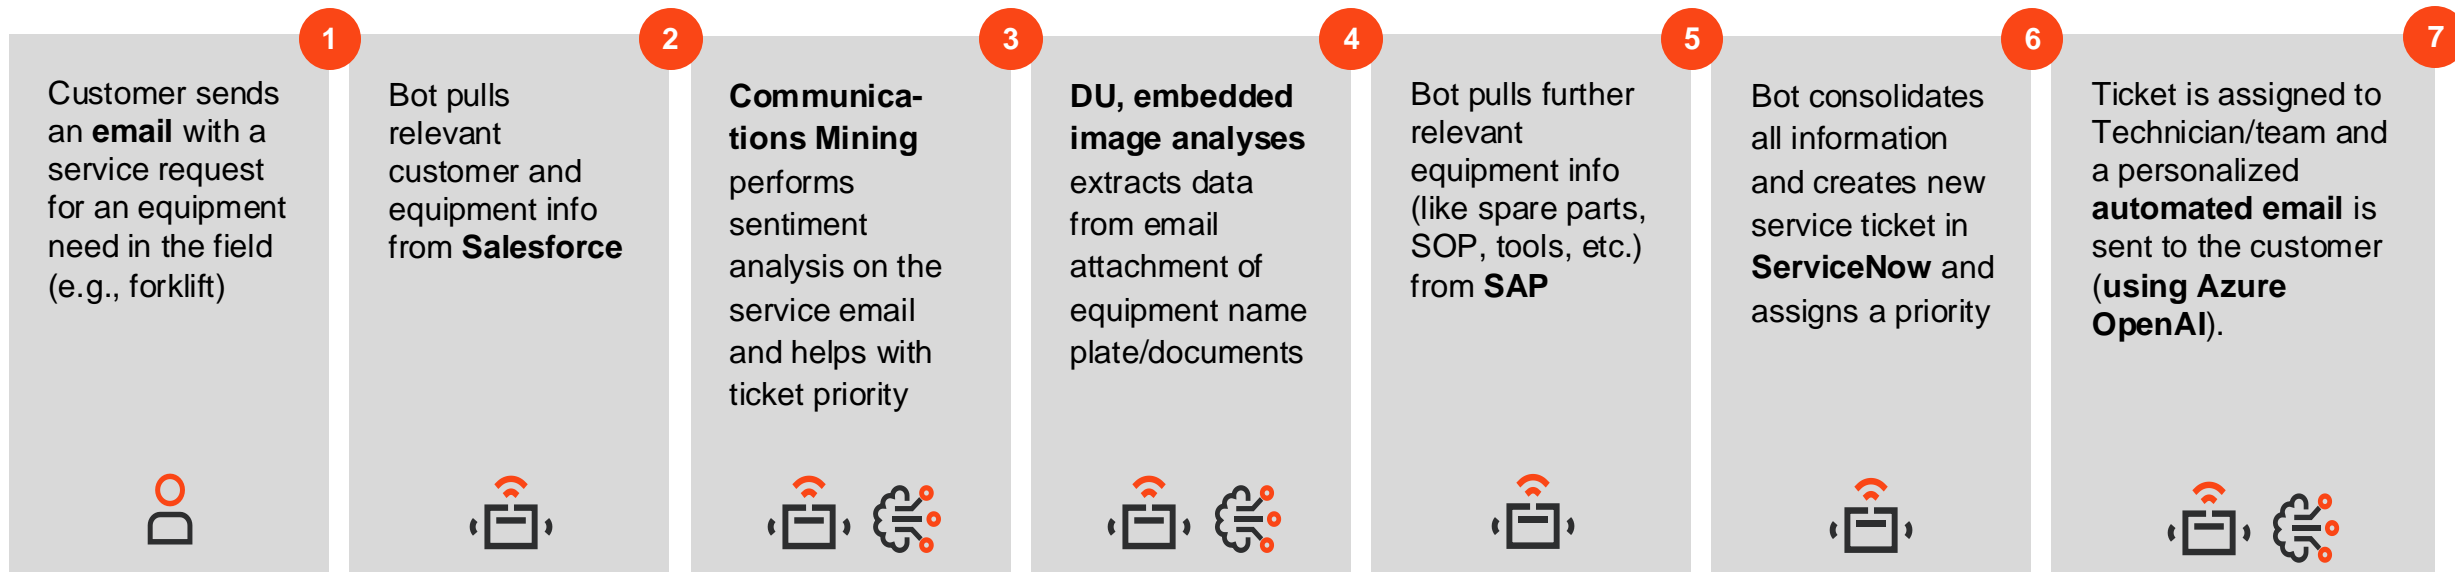 1
Customer sends
an email with a
service request
for an equipment
need in the field
(e.g., forklift)
2
Bot pulls
relevant
customer and
equipment info
from Salesforce
3
Communica-
tions Mining
performs
sentiment
analysis on the
service email
and helps with
ticket priority
4
DU, embedded
image analyses
extracts data
from email
attachment of
equipment name
plate/documents
5
Bot pulls further
relevant
equipment info
(like spare parts,
SOP, tools, etc.)
from SAP
6
Bot consolidates
all information
and creates new
service ticket in
ServiceNow and
assigns a priority
7
Ticket is assigned to
Technician/team and
a personalized
automated email is
sent to the customer
(using Azure
OpenAI).